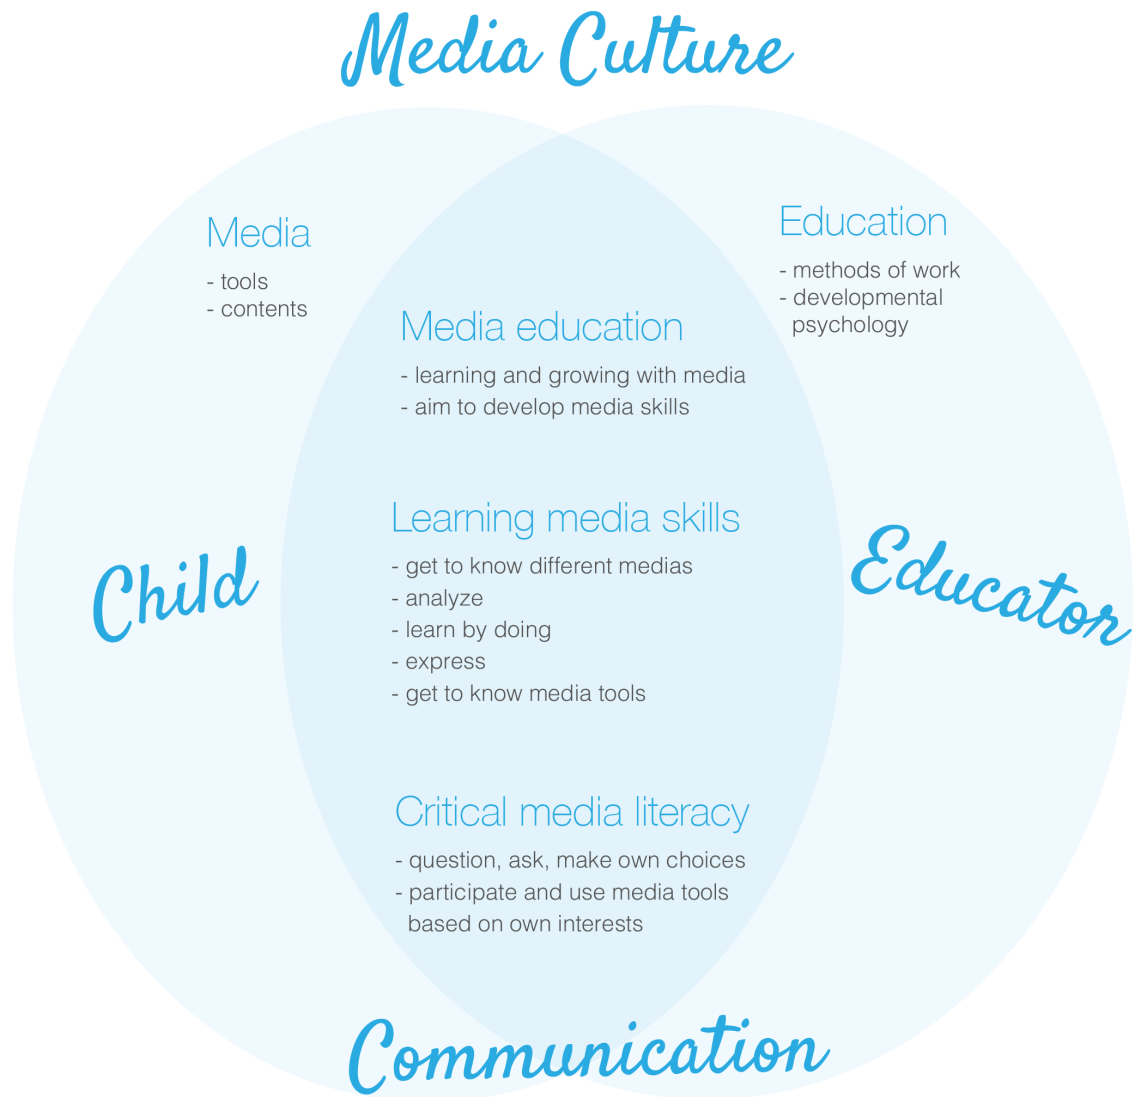 Media Culture
Media
- tools
- contents
Education
- methods of work
- developmental
psychology
Media education
- learning and growing with media
- aim to develop media skills
Learning media skills
- get to know different medias
- analyze
- learn by doing
- express
- get to know media tools
Child
Educator
Critical media literacy
- question, ask, make own choices
- participate and use media tools
based on own interests
Communication